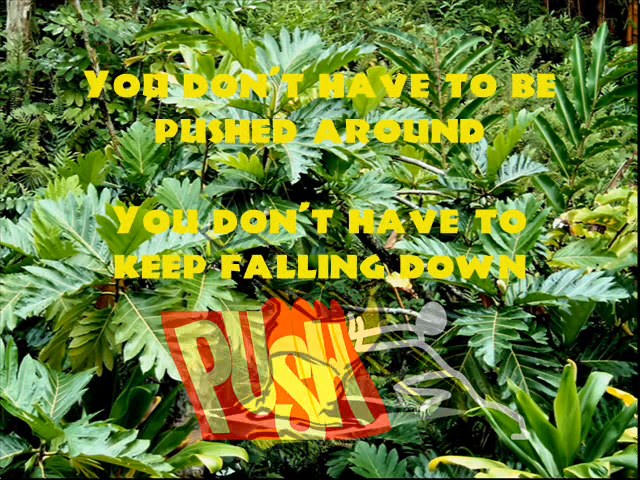 You don't have to be
pushed around
You don't have to
keep falling down
PUSH